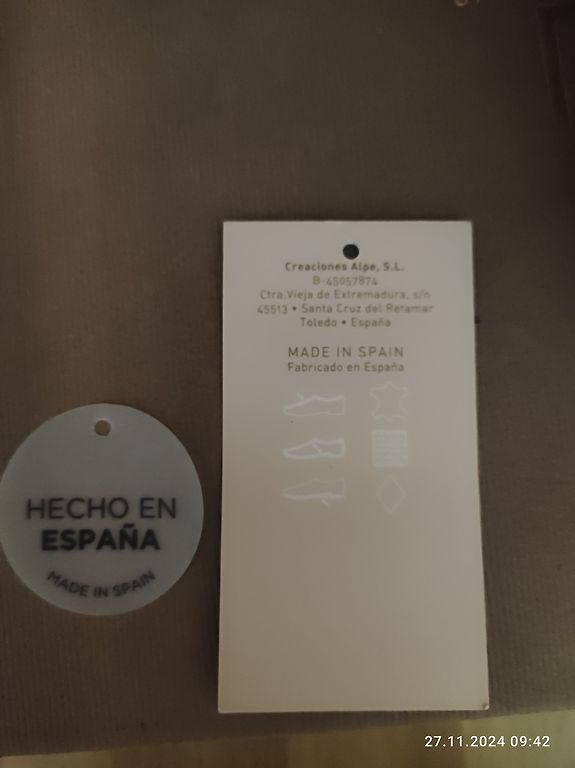 Creaciones Alpe, S.L.
B-45057874
Ctra.Vieja de Extremadura, s/n
45513 • Santa Cruz del Retamar
Toledo • España
MADE IN SPAIN
Fabricado en España
HECHO EN
ESPAÑA
MADE IN SPAIN
27.11.2024 09:42